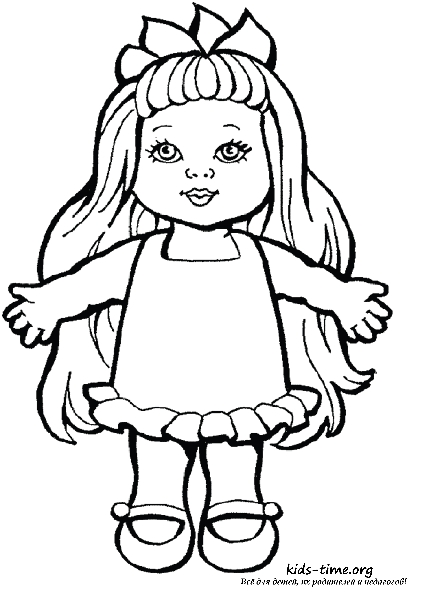 kids-time.org
Всё для детей, их родителей и педагогов!